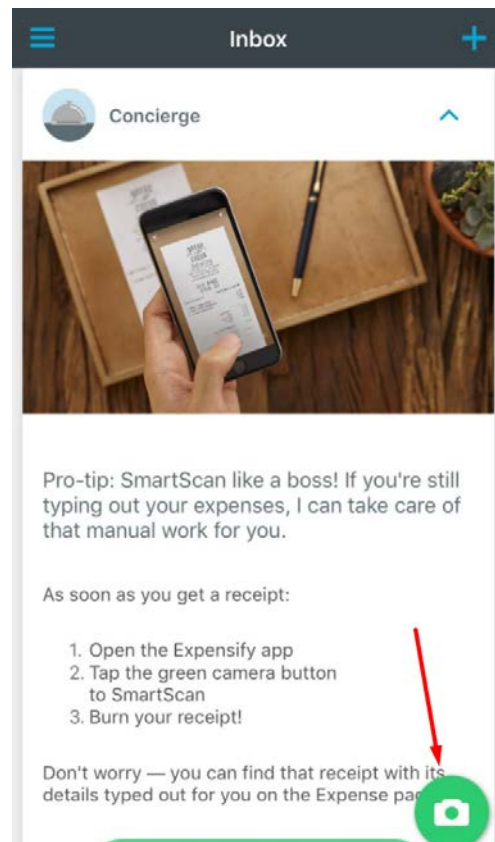 Inbox
Concierge
Pro-tip: SmartScan like a boss! If you're still
typing out your expenses, I can take care of
that manual work for you.
As soon as you get a receipt:
1. Open the Expensify app
2. Tap the green camera button
to SmartScan
3. Burn your receipt!
Don't worry — you can find that receipt with its
details typed out for you on the Expense